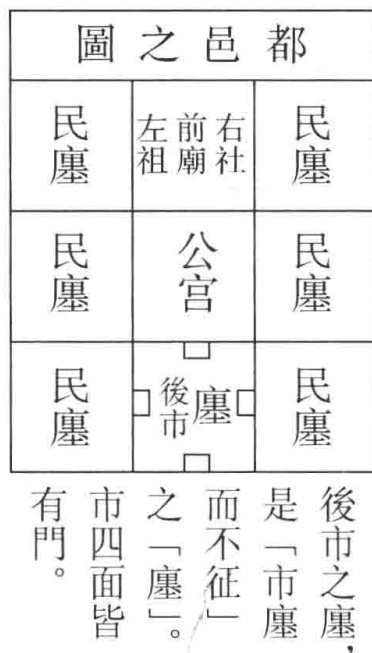 都邑之圖
民廛
右社
前廟
左祖
民廛
民廛
公宫
民廛
民廛
廛
後市
民廛
後市之廛，
是「市廛
而不征」
之「廛」。
市四面皆
有門。